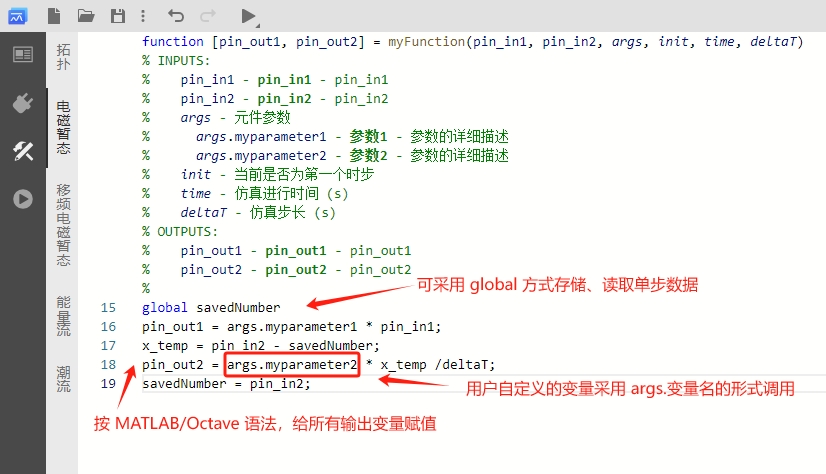 拓扑
电磁暂态
移频电磁暂态
能量流
潮流
function [pin_out1, pin_out2] = myFunction(pin_in1, pin_in2, args, init, time, deltaT)
% INPUTS:
%    pin_in1 - pin_in1 - pin_in1
%    pin_in2 - pin_in2 - pin_in2
%    args - 元件参数
%      args.myparameter1 - 参数1 - 参数的详细描述
%      args.myparameter2 - 参数2 - 参数的详细描述
%    init - 当前是否为第一个时步
%    time - 仿真进行时间 (s)
%    deltaT - 仿真步长 (s)
% OUTPUTS:
%    pin_out1 - pin_out1 - pin_out1
%    pin_out2 - pin_out2 - pin_out2
%
可采用 global 方式存储、读取单步数据
15 global savedNumber
16 pin_out1 = args.myparameter1 * pin_in1;
17 x_temp = pin_in2 - savedNumber;
18 pin_out2 = args.myparameter2 * x_temp /deltaT;
19 savedNumber = pin_in2;
用户自定义的变量采用 args.变量名的形式调用
按 MATLAB/Octave 语法，给所有输出变量赋值